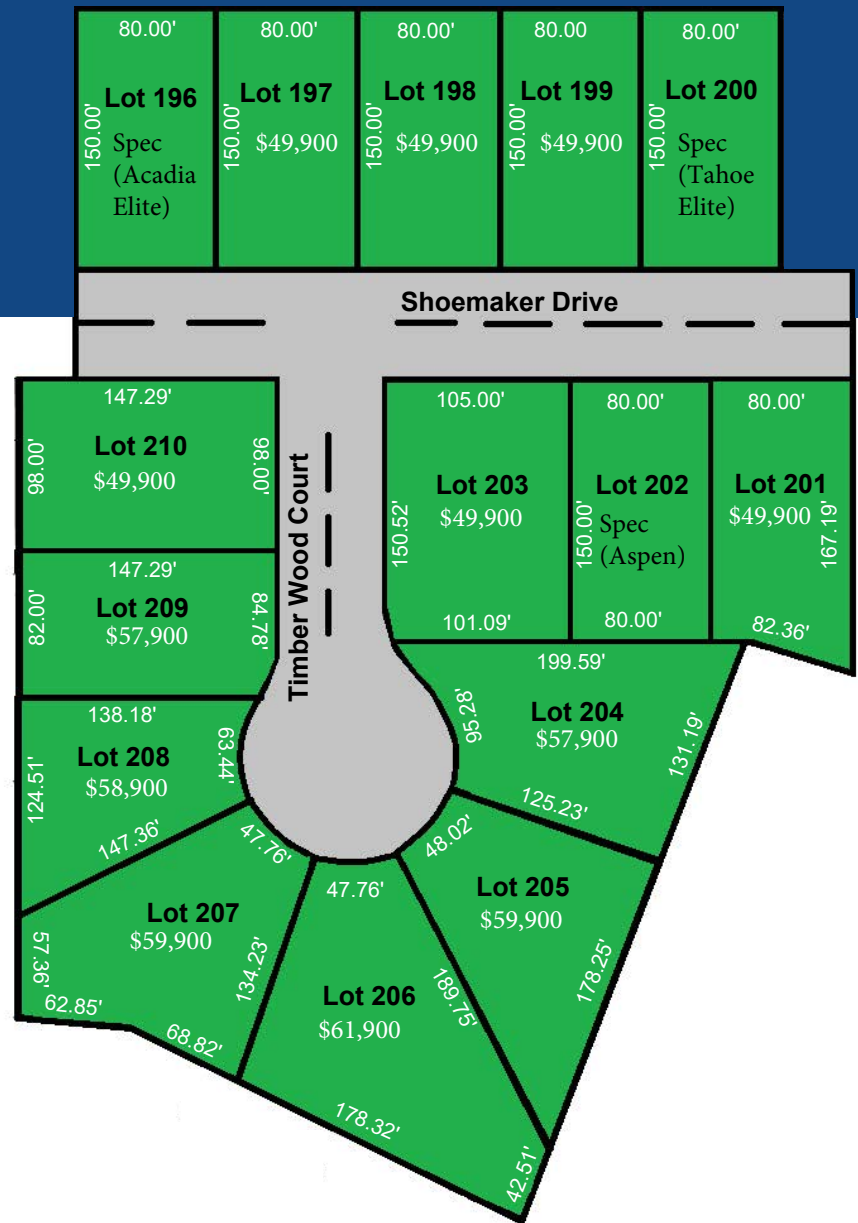 80.00' 80.00' 80.00' 80.00 80.00'
Lot 196
150.00'
Spec
(Acadia
Elite)
Lot 197
150.00'
$49,900
Lot 198
150.00'
$49,900
Lot 199
150.00'
$49,900
Lot 200
150.00'
Spec
(Tahoe
Elite)
Shoemaker Drive
Timber Wood Court
147.29'
Lot 210
$49,900
98.00'
98.00'
147.29'
Lot 209
$57,900
82.00'
84.78'
138.18'
Lot 208
$58,900
124.51'
63.44'
147.36'
47.76'
Lot 207
$59,900
57.36'
62.85'
68.82'
134.23'
47.76'
Lot 206
$61,900
189.75'
178.32'
42.51'
48.02'
Lot 205
$59,900
178.25'
199.59'
95.28'
Lot 204
$57,900
125.23'
131.19'
105.00'
Lot 203
$49,900
150.52'
101.09'
80.00'
Lot 202
150.00'
Spec
(Aspen)
80.00'
80.00'
Lot 201
$49,900
167.19'
82.36'